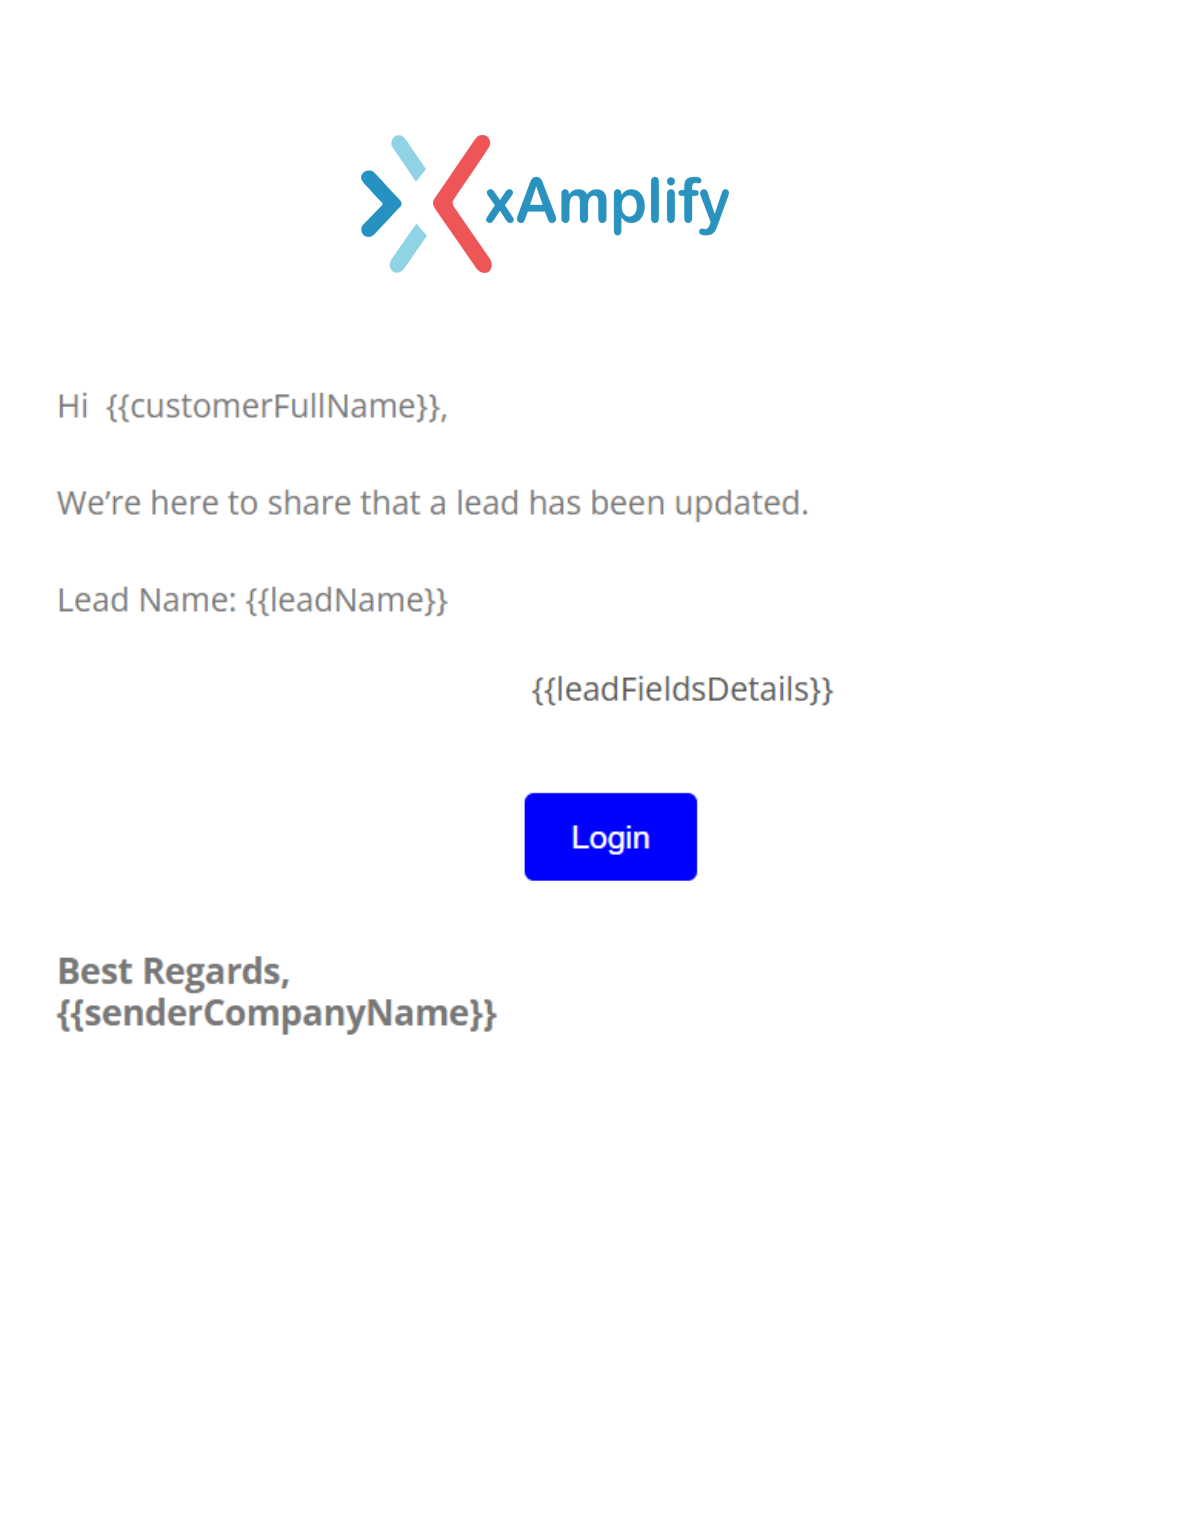 xAmplify
Hi {{customerFullName}},
We’re here to share that a lead has been updated.
Lead Name: {{leadName}}
{{leadFieldsDetails}}
Login
Best Regards,
{{senderCompanyName}}